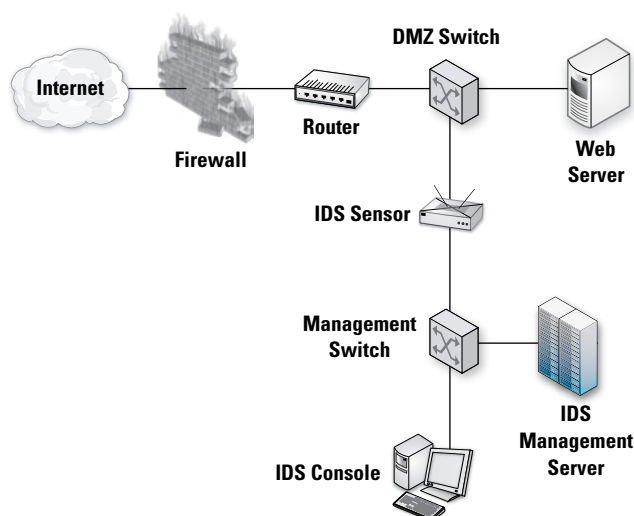 DMZ Switch
Internet
Router
Firewall
Web
Server
IDS Sensor
Management
Switch
IDS
Management
Server
IDS Console